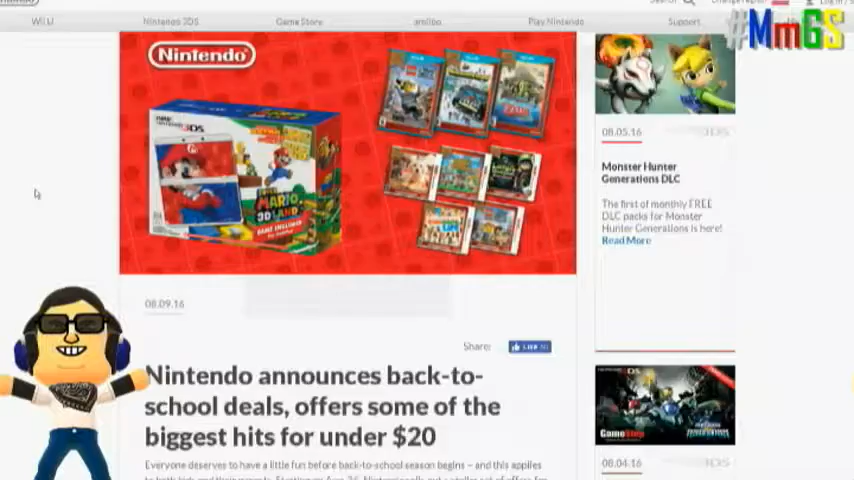 Wii U
Nintendo 3DS
Game Store
amiibo
Play Nintendo
Support
#MmGS
Nintendo
3DS
SUPER
MARIO
3D LAND
GAME INCLUDED
08.05.16
Monster Hunter
Generations DLC
The first of monthly FREE
DLC packs for Monster
Hunter Generations is here!
Read More
08.09.16
Share:
LIKE
Nintendo announces back-to-
school deals, offers some of the
biggest hits for under $20
Everyone deserves to have a little fun before back-to-school season begins – and this applies
GameStop
08.04.16